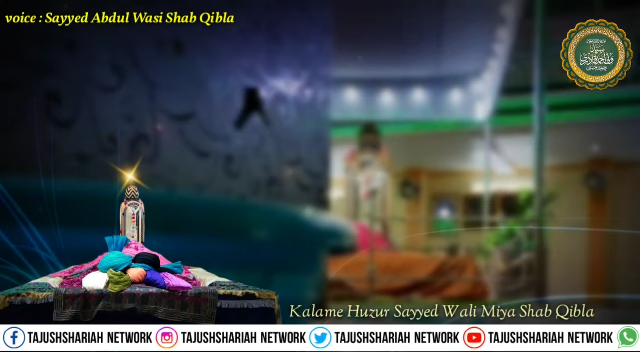 voice : Sayyed Abdul Wasi Shab Qibla
Kalame Huzur Sayyed Wali Miya Shab Qibla
TAJUSHSHARIAH NETWORK TAJUSHSHARIAH NETWORK TAJUSHSHARIAH NETWORK TAJUSHSHARIAH NETWORK